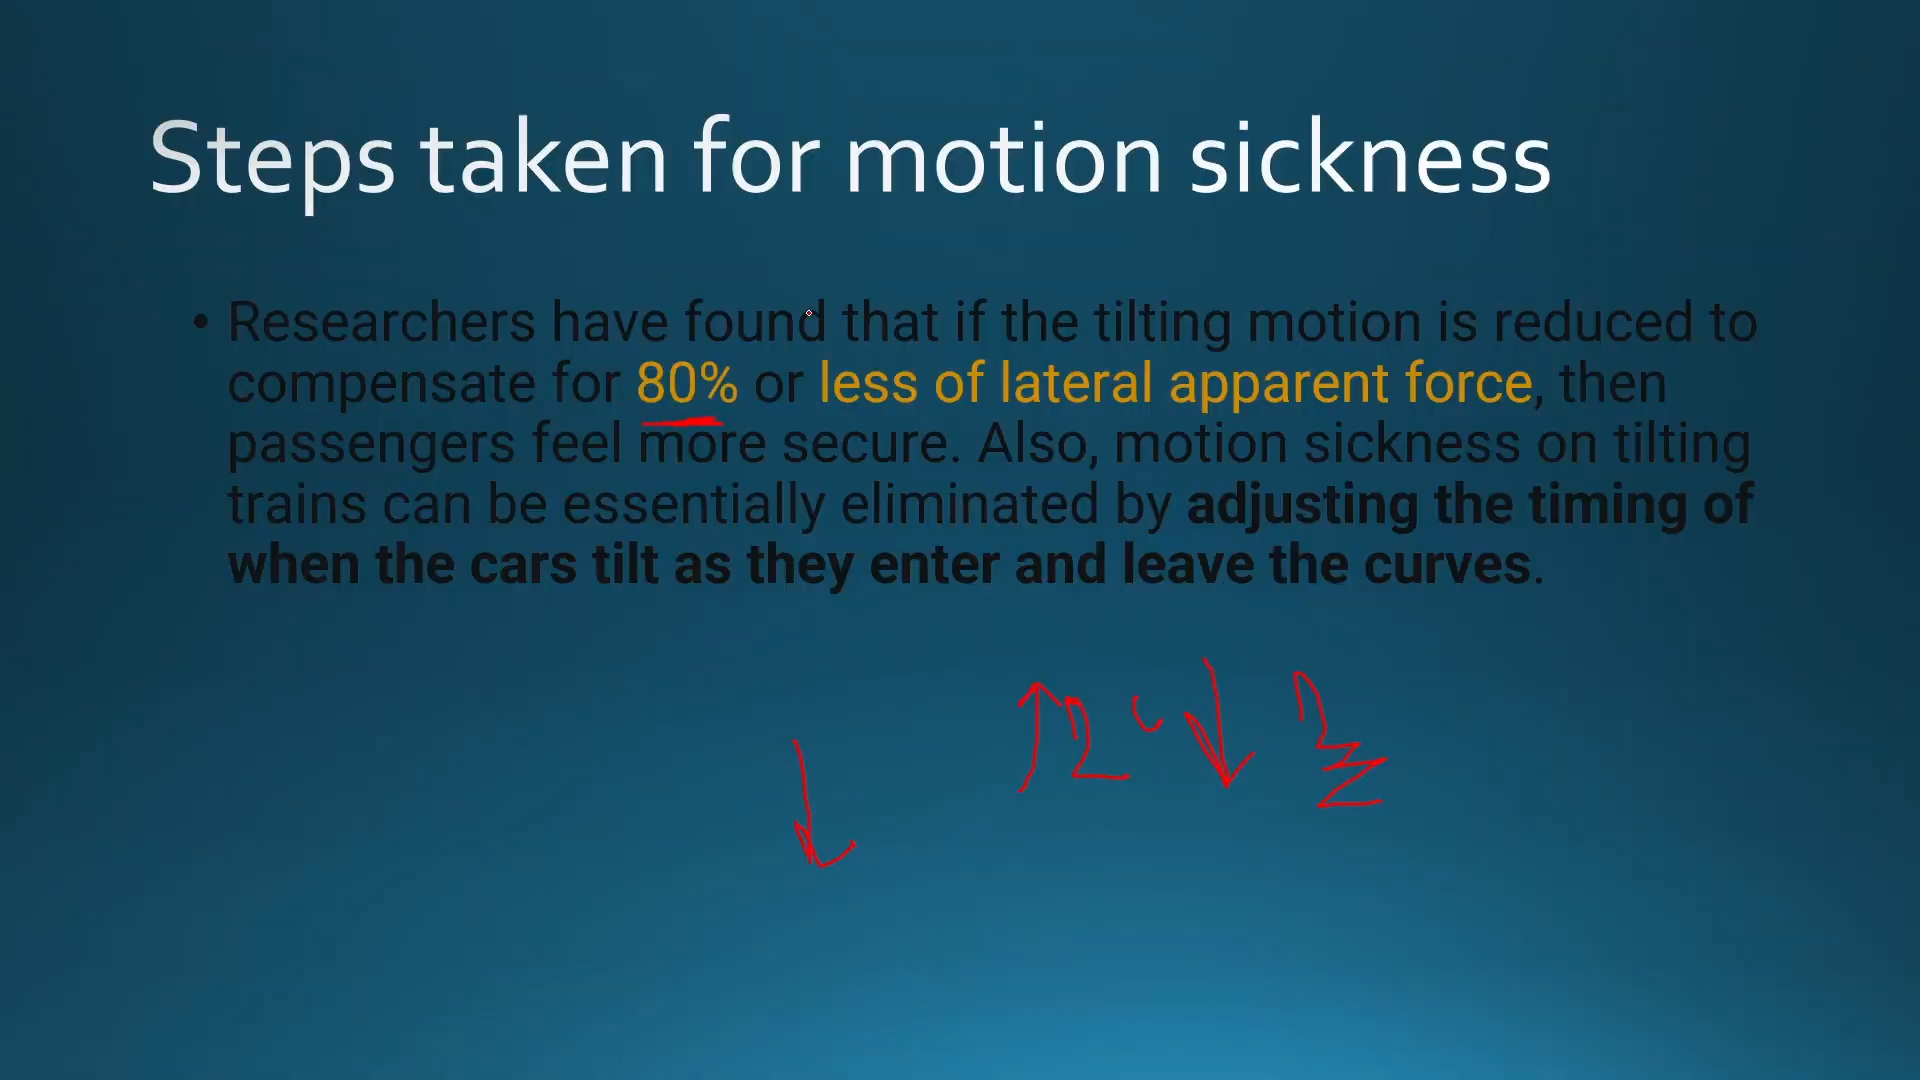 Steps taken for motion sickness
• Researchers have found that if the tilting motion is reduced to
compensate for 80% or less of lateral apparent force, then
passengers feel more secure. Also, motion sickness on tilting
trains can be essentially eliminated by adjusting the timing of
when the cars tilt as they enter and leave the curves.